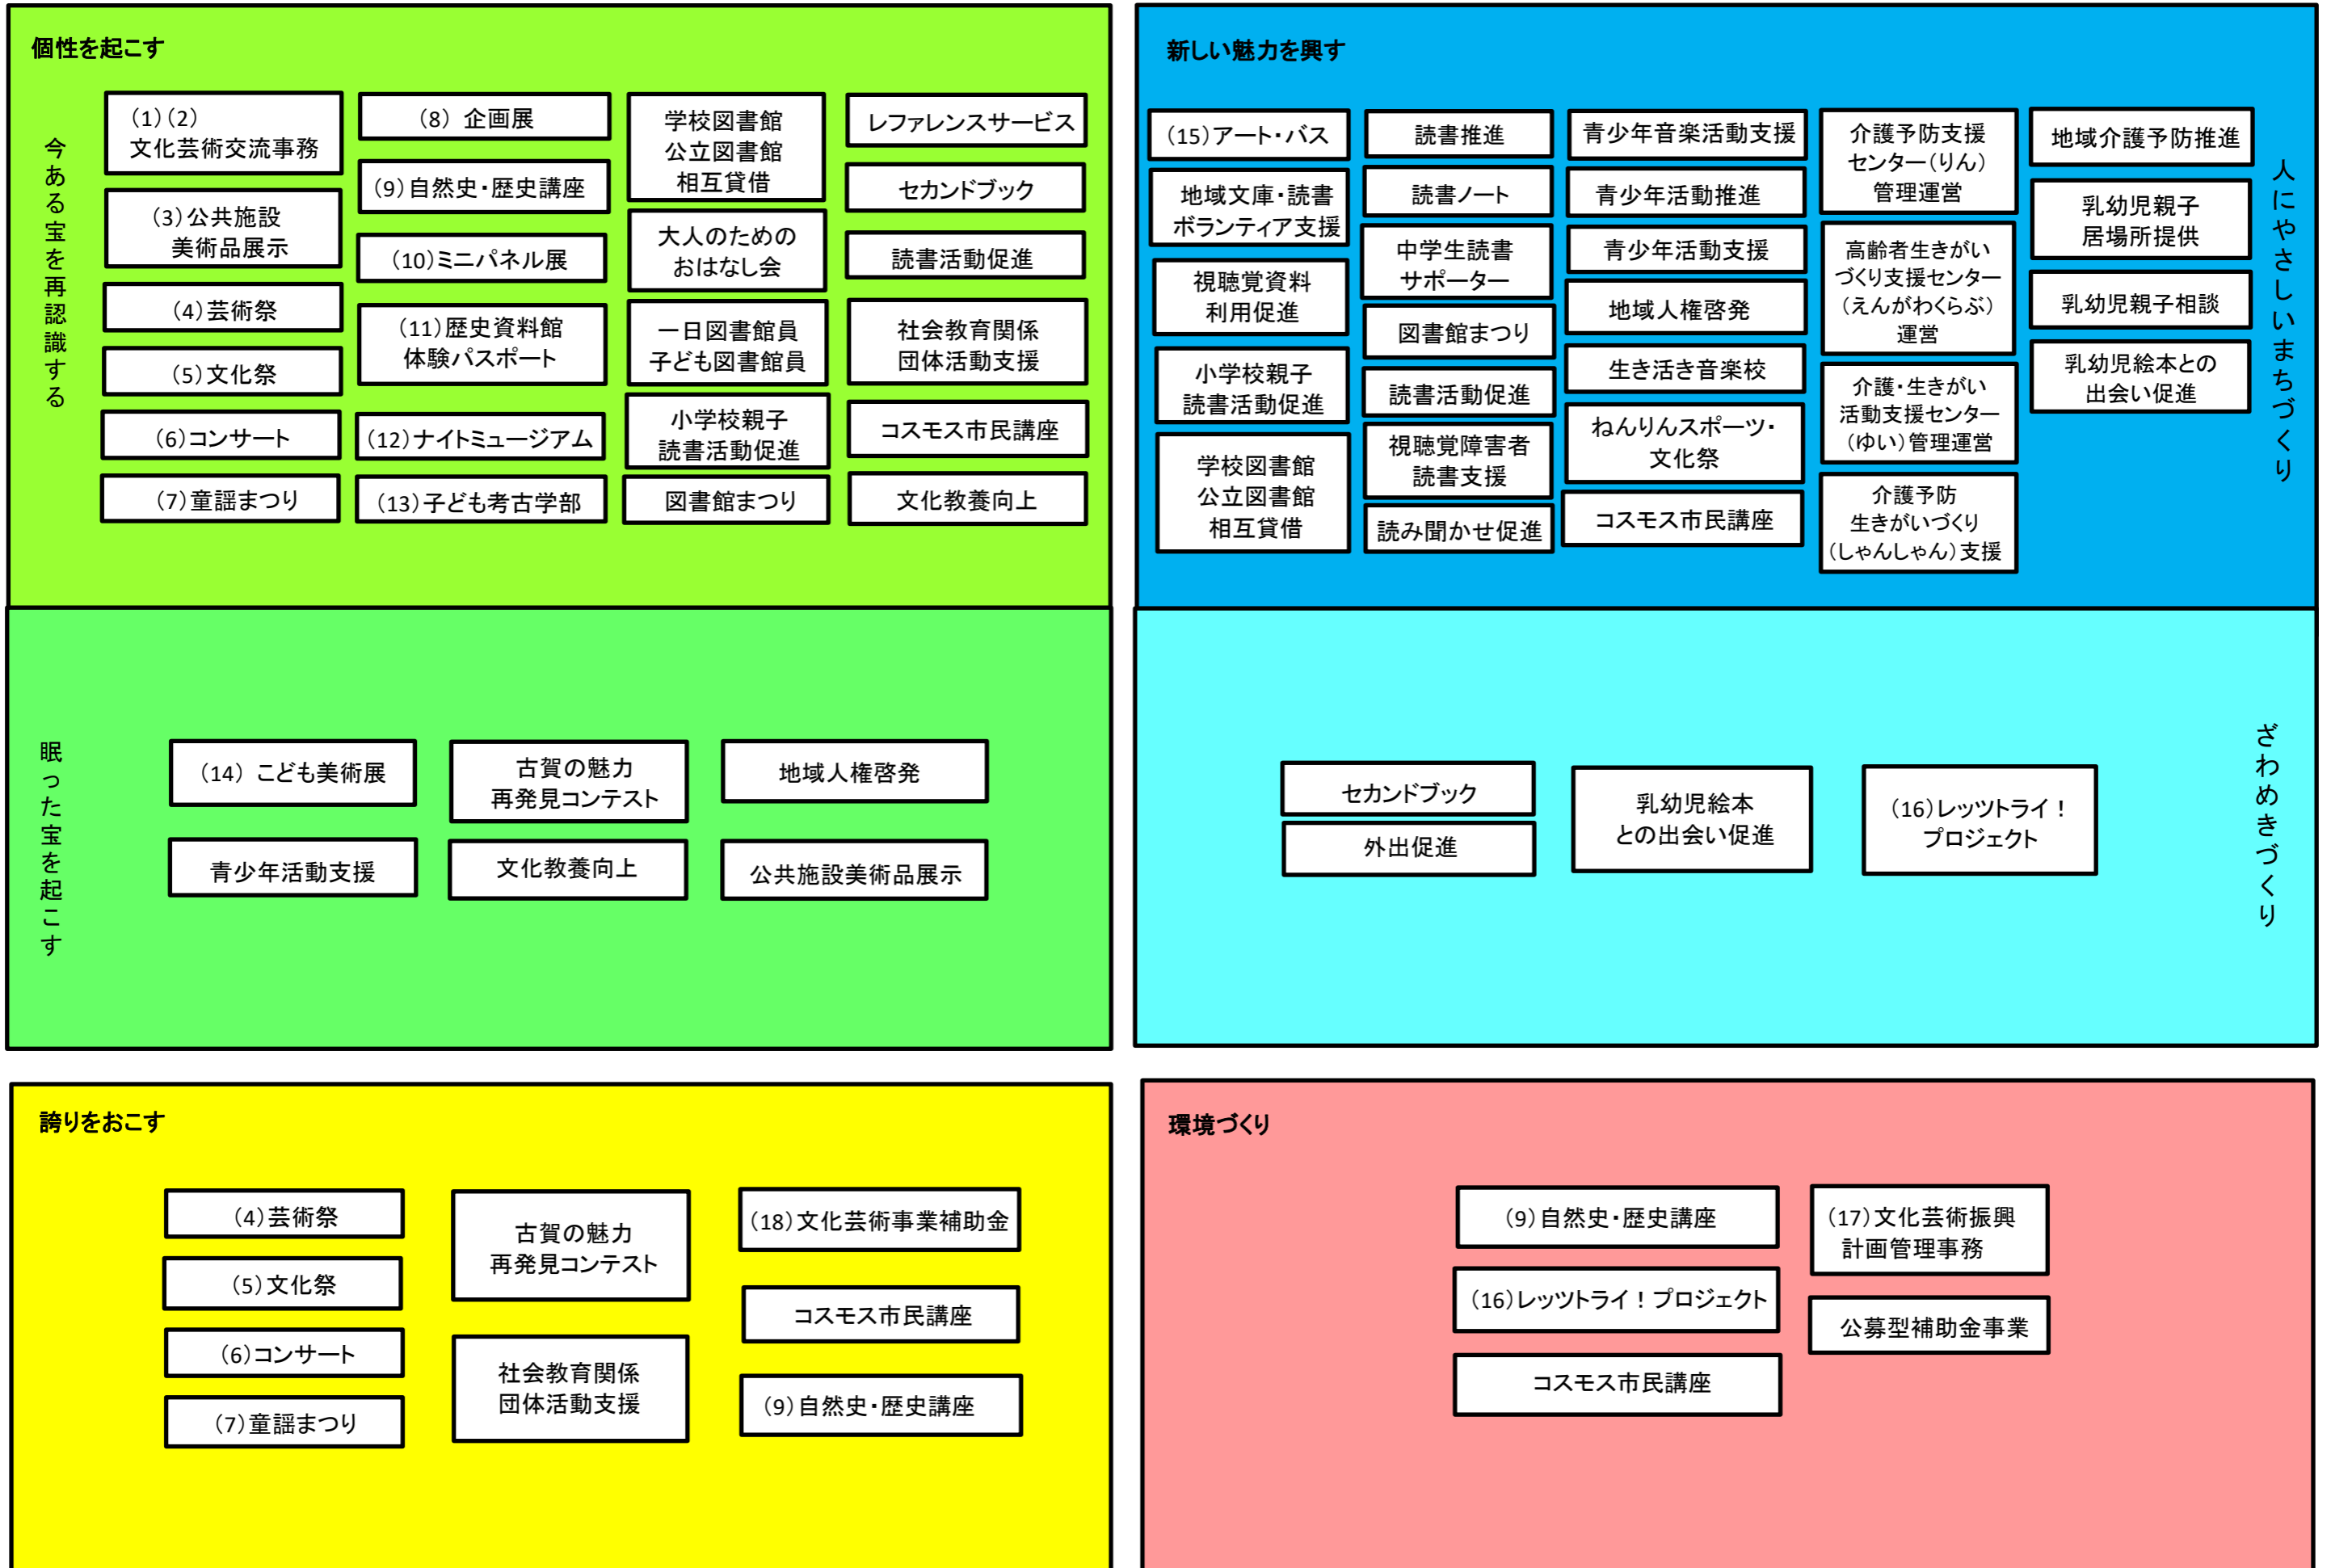 個性を起こす
今ある宝を再認識する
(1)(2)
文化芸術交流事務
(3)公共施設
美術品展示
(4)芸術祭
(5)文化祭
(6)コンサート
(7)童謡まつり
(8) 企画展
(9)自然史・歴史講座
(10)ミニパネル展
(11)歴史資料館
体験パスポート
(12)ナイトミュージアム
(13)子ども考古学部
学校図書館
公立図書館
相互貸借
大人のための
おはなし会
一日図書館員
子ども図書館員
小学校親子
読書活動促進
図書館まつり
レファレンスサービス
セカンドブック
読書活動促進
社会教育関係
団体活動支援
コスモス市民講座
文化教養向上
新しい魅力を興す
(15)アート・バス
地域文庫・読書
ボランティア支援
視聴覚資料
利用促進
小学校親子
読書活動促進
学校図書館
公立図書館
相互貸借
読書推進
読書ノート
中学生読書
サポーター
図書館まつり
読書活動促進
視聴覚障害者
読書支援
読み聞かせ促進
青少年音楽活動支援
青少年活動推進
青少年活動支援
地域人権啓発
生き活き音楽校
ねんりんスポーツ・
文化祭
コスモス市民講座
介護予防支援
センター(りん)
管理運営
高齢者生きがい
づくり支援センター
(えんがわくらぶ)
運営
介護・生きがい
活動支援センター
(ゆい)管理運営
介護予防
生きがいづくり
(しゃんしゃん)支援
地域介護予防推進
乳幼児親子
居場所提供
乳幼児親子相談
乳幼児絵本との
出会い促進
人にやさしいまちづくり
眠った宝を起こす
(14) こども美術展
青少年活動支援
古賀の魅力
再発見コンテスト
文化教養向上
地域人権啓発
公共施設美術品展示
セカンドブック
外出促進
乳幼児絵本
との出会い促進
(16)レッツトライ!
プロジェクト
ざわめきづくり
誇りをおこす
(4)芸術祭
(5)文化祭
(6)コンサート
(7)童謡まつり
古賀の魅力
再発見コンテスト
社会教育関係
団体活動支援
(18)文化芸術事業補助金
コスモス市民講座
(9)自然史・歴史講座
環境づくり
(9)自然史・歴史講座
(16)レッツトライ!プロジェクト
コスモス市民講座
(17)文化芸術振興
計画管理事務
公募型補助金事業